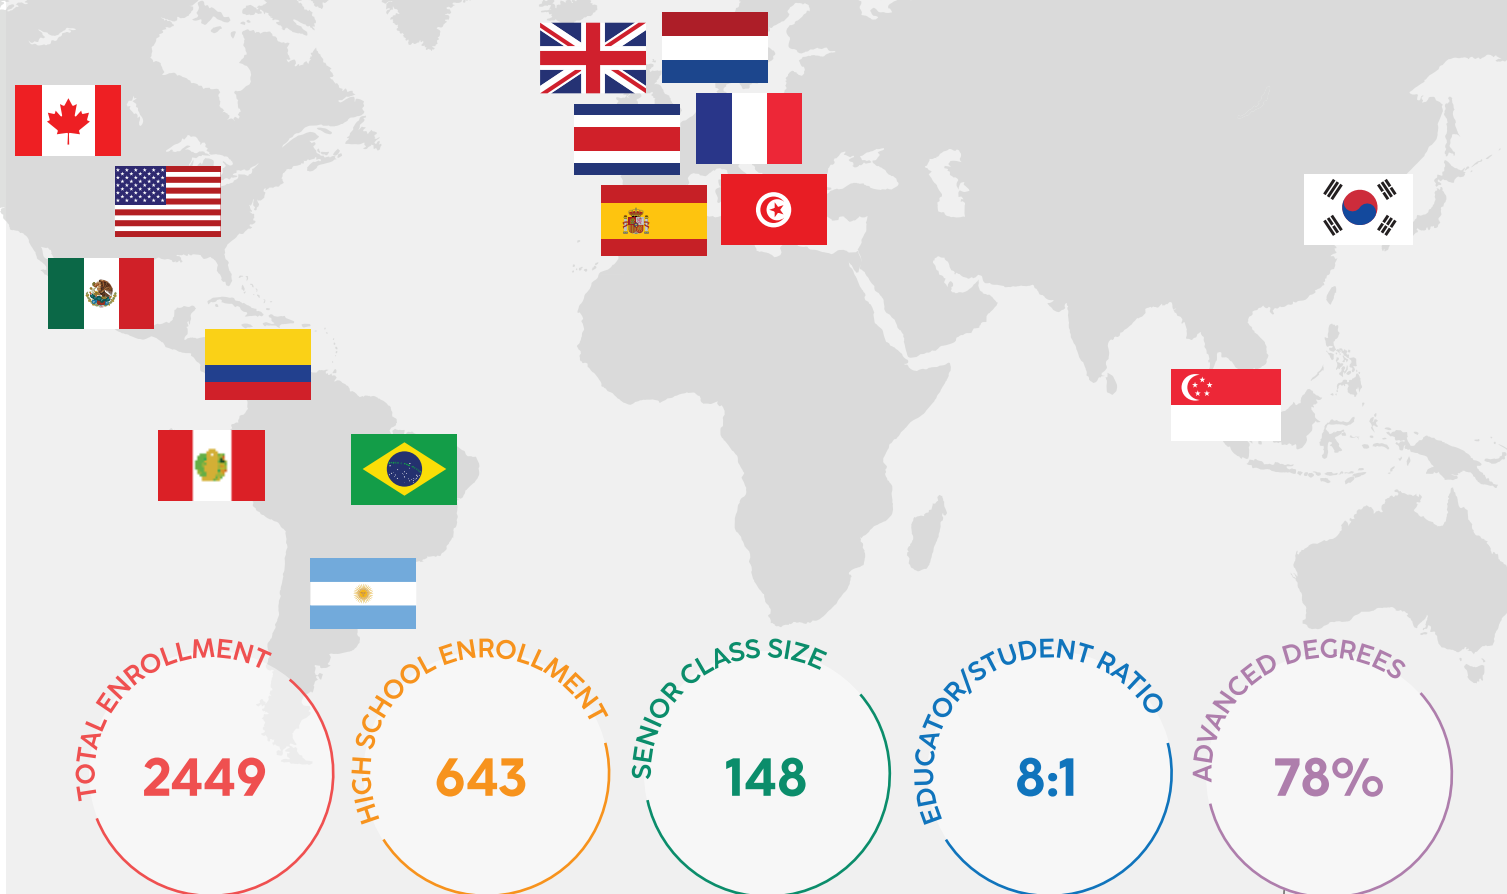 TOTAL ENROLLMENT
2449
HIGH SCHOOL ENROLLMENT
643
SENIOR CLASS SIZE
148
EDUCATOR/STUDENT RATIO
8:1
ADVANCED DEGREES
78%